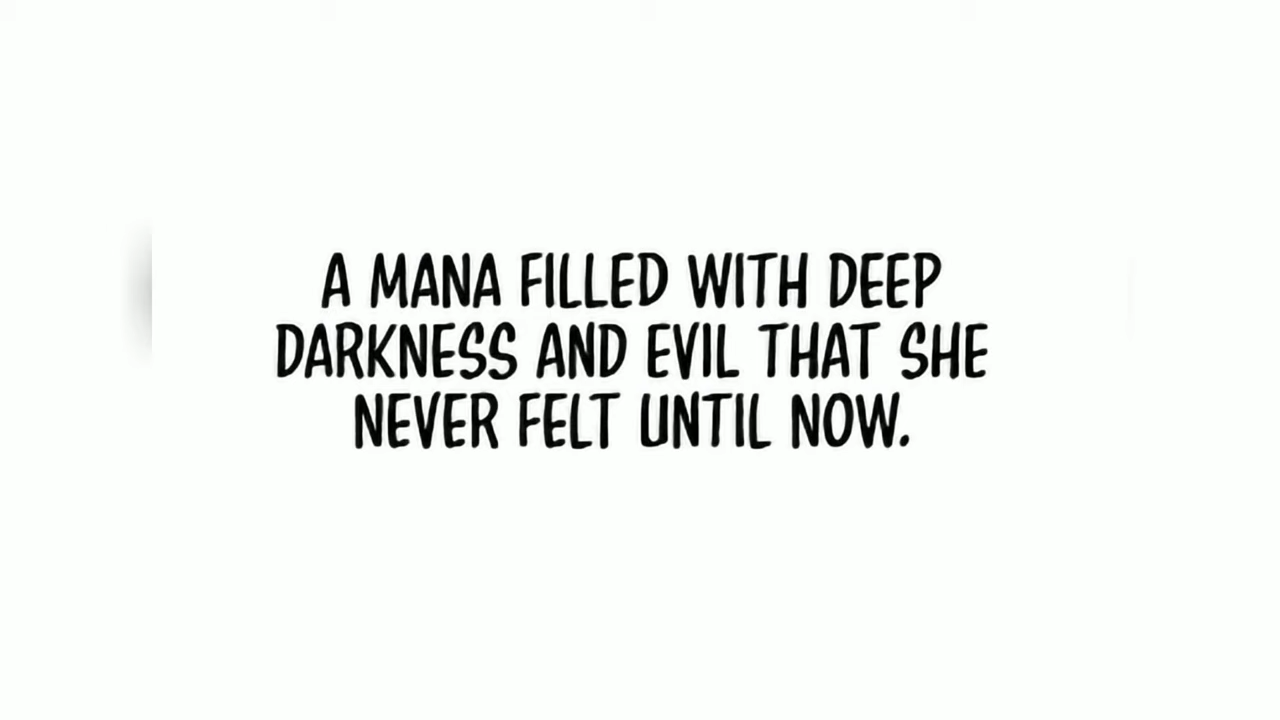 A MANA FILLED WITH DEEP
DARKNESS AND EVIL THAT SHE
NEVER FELT UNTIL NOW.